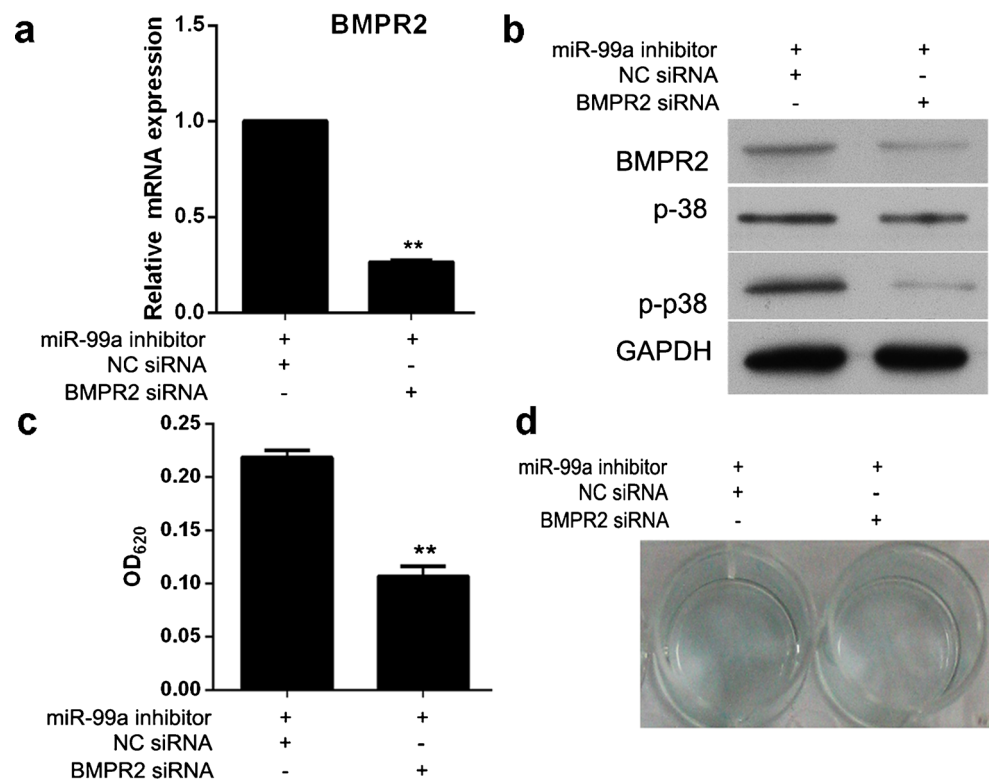 a
BMPR2
Relative mRNA expression
1.5
1.0
0.5
0.0
**
miR-99a inhibitor + +
NC siRNA + -
BMPR2 siRNA - +
b
miR-99a inhibitor + +
NC siRNA + -
BMPR2 siRNA - +
BMPR2
p-38
p-p38
GAPDH
c
OD620
0.25
0.20
0.15
0.10
0.05
0.00
**
miR-99a inhibitor + +
NC siRNA + -
BMPR2 siRNA - +
d
miR-99a inhibitor + +
NC siRNA + -
BMPR2 siRNA - +